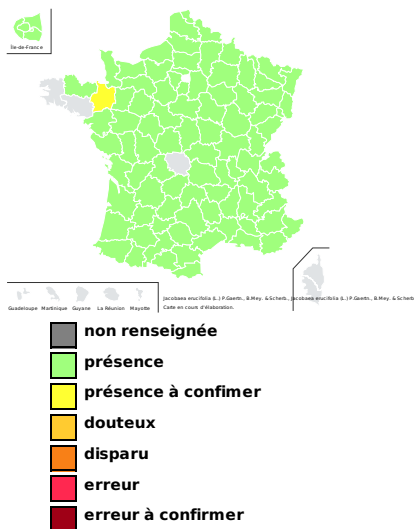 Île-de-France
Guadeloupe Martinique Guyane La Réunion Mayotte
Jacobaea erucifolia (L.) P.Gaertn., B.Mey. & Scherb., Jacobaea erucifolia (L.) P.Gaertn., B.Mey. & Scherb
Carte en cours d'élaboration.
non renseignée
présence
présence à confimer
douteux
disparu
erreur
erreur à confirmer